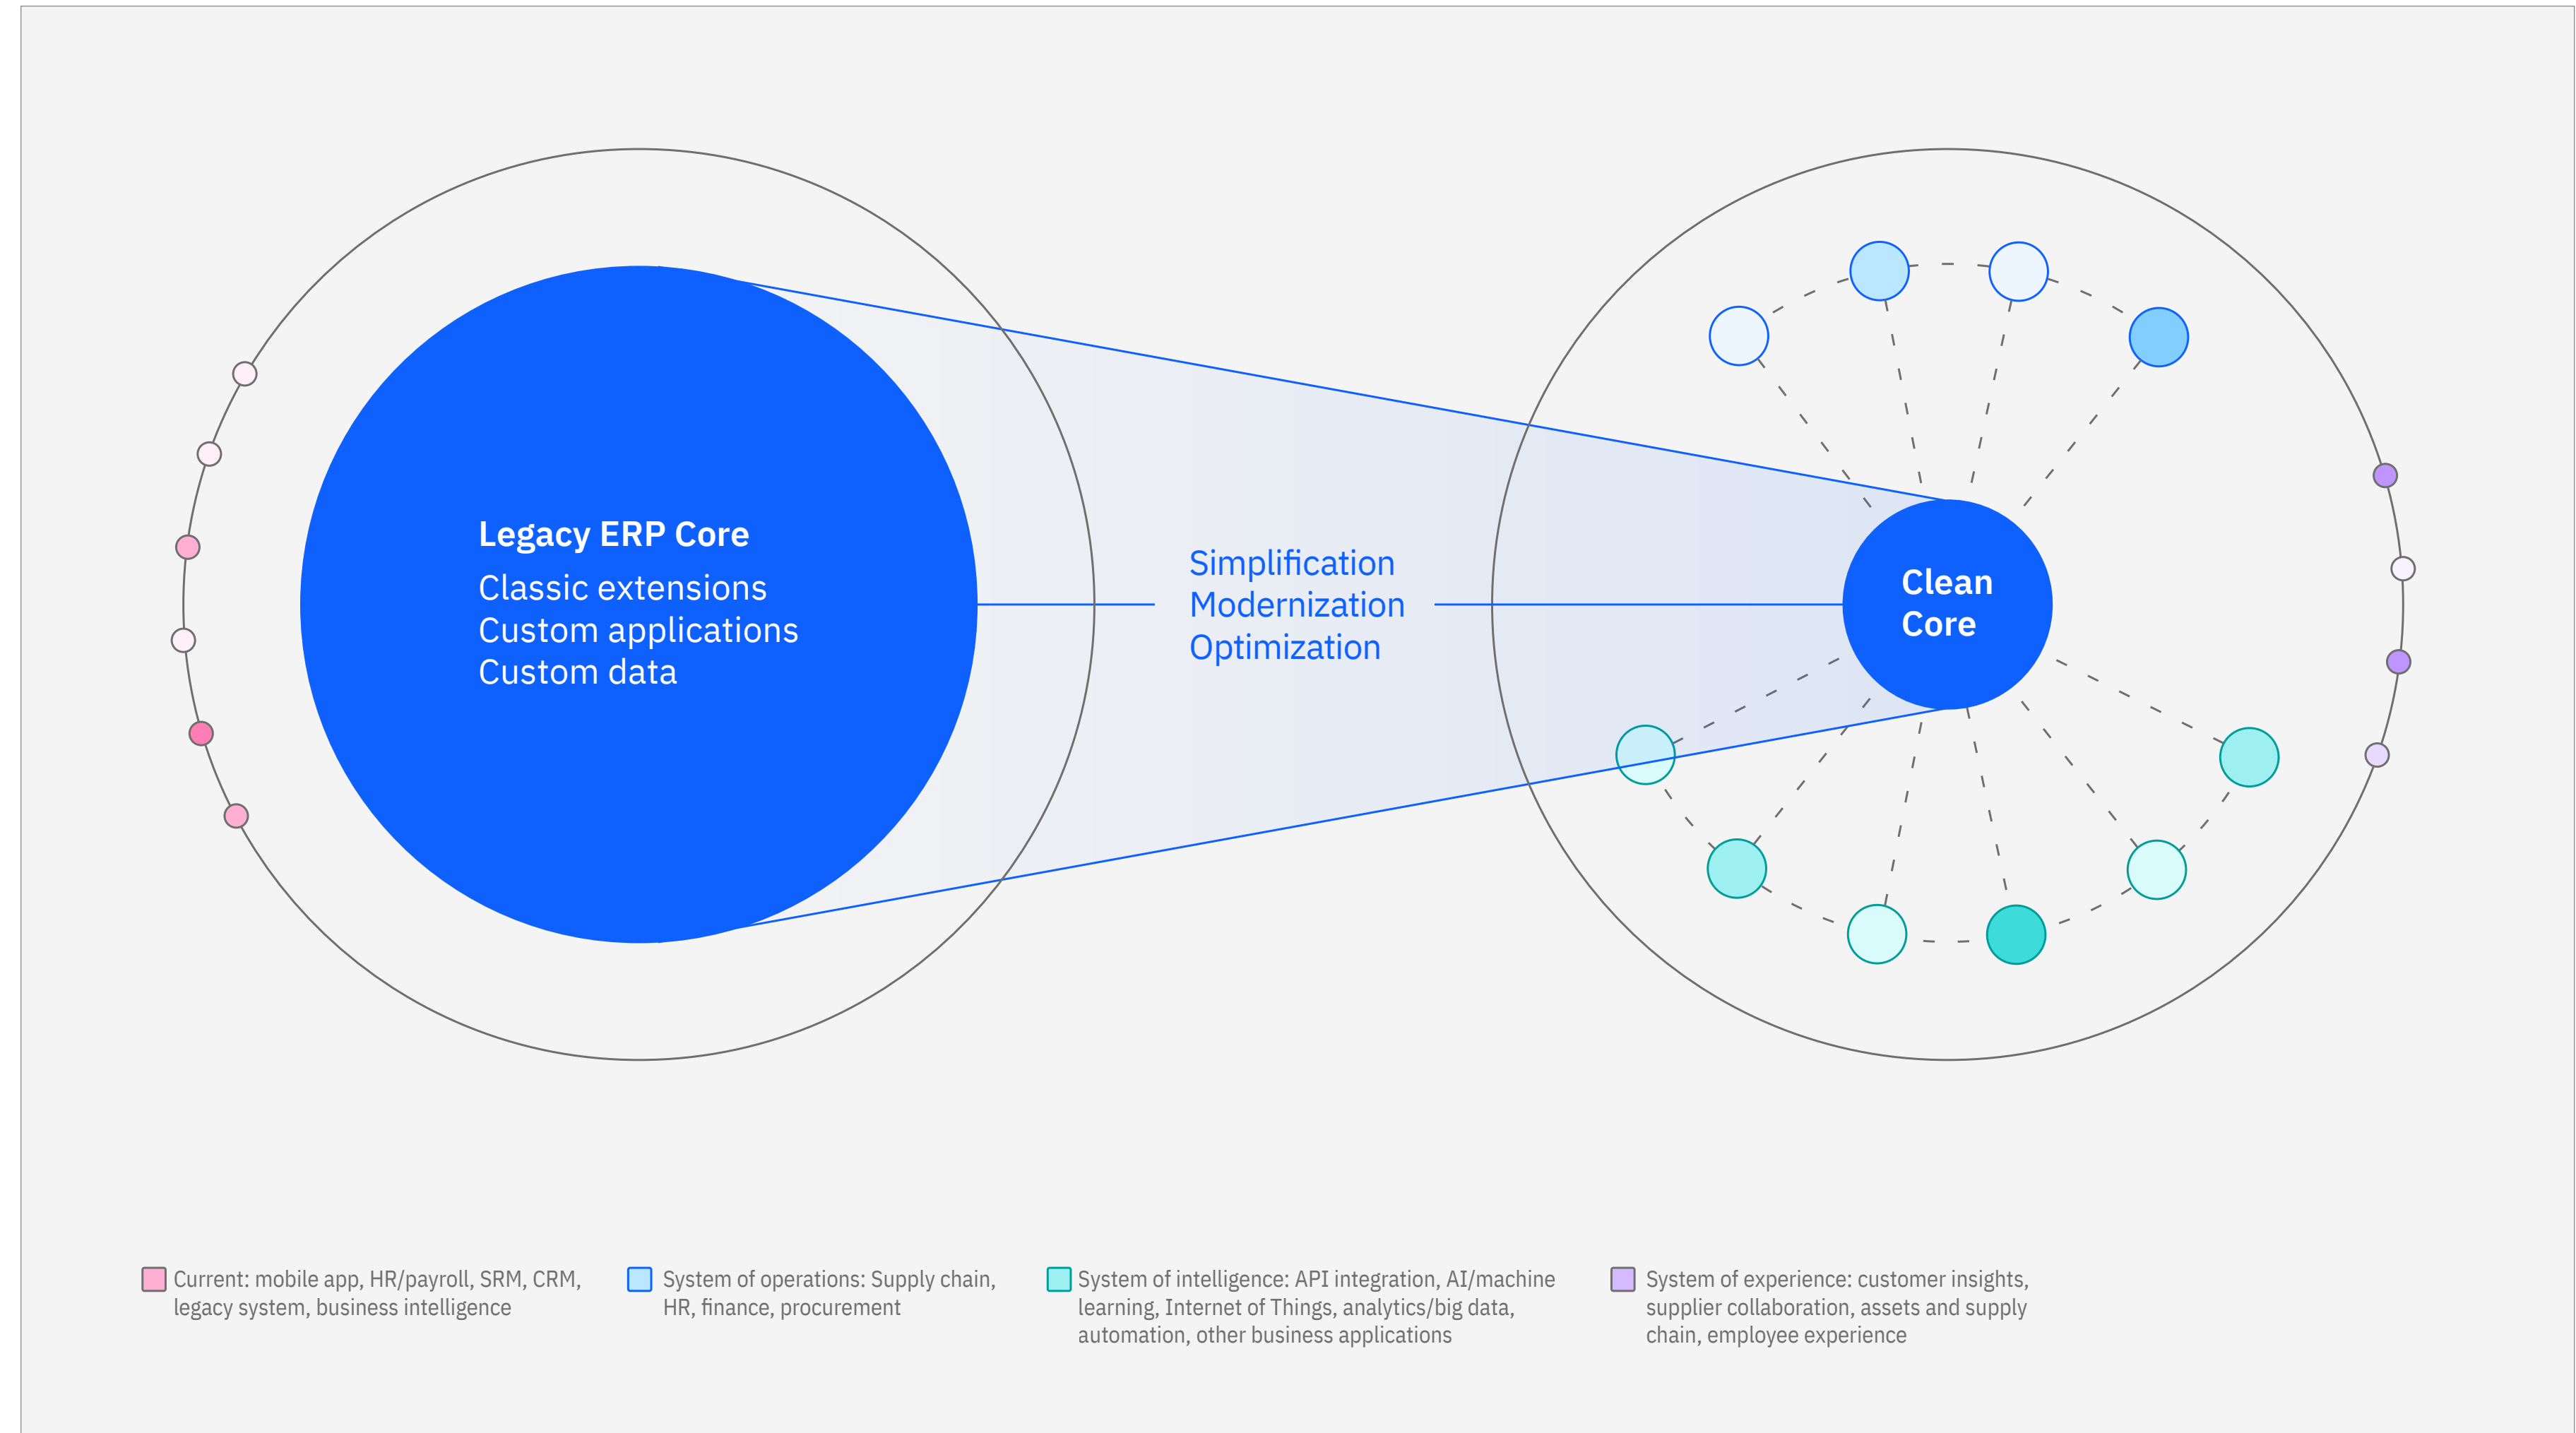 Legacy ERP Core
Classic extensions
Custom applications
Custom data
Simplification
Modernization
Optimization
Clean
Core
Current: mobile app, HR/payroll, SRM, CRM,
legacy system, business intelligence
System of operations: Supply chain,
HR, finance, procurement
System of intelligence: API integration, AI/machine
learning, Internet of Things, analytics/big data,
automation, other business applications
System of experience: customer insights,
supplier collaboration, assets and supply
chain, employee experience